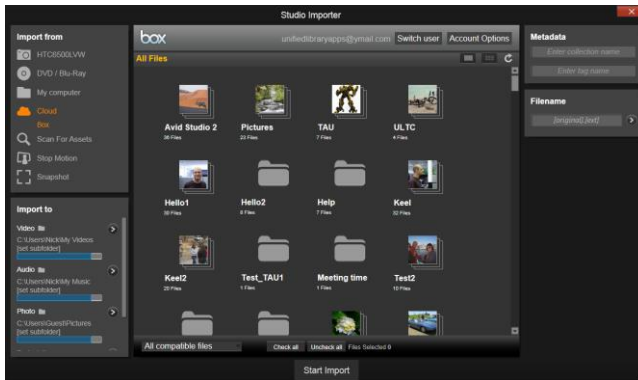 Studio Importer
Import from
HTC6500LVW
DVD / Blu-Ray
My computer
Cloud
Box
Scan For Assets
Stop Motion
Snapshot
Import to
Video
C:\Users\Nick\My Videos
[set subfolder]
Audio
C:\Users\Nick\My Music
[set subfolder]
Photo
C:\Users\Guest\Pictures
[set subfolder]
box
unifiedlibraryapps@ymail.com
Switch user
Account Options
All Files
Avid Studio 2
Pictures
TAU
ULTC
36 Files
23 Files
7 Files
4 Files
Hello1
Hello2
Help
Keel
30 Files
8 Files
7 Files
32 Files
Keel2
Test_TAU1
Meeting time
Test2
20 Files
1 Files
1 Files
10 Files
All compatible files
Check all
Uncheck all
Files Selected 0
Start Import
Metadata
Enter collection name
Enter tag name
Filename
[original].[ext]